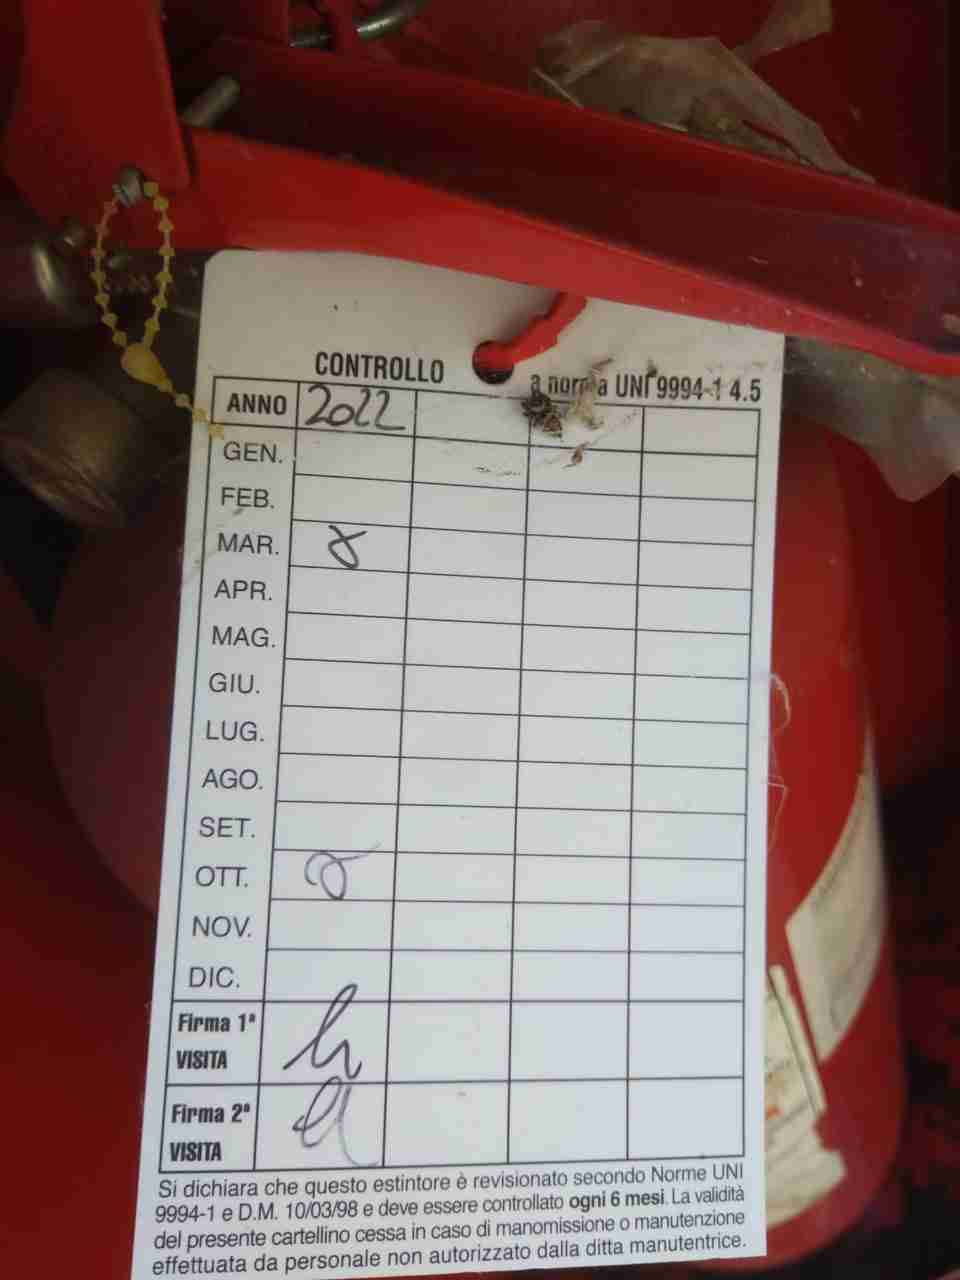 CONTROLLO a norma UNI 9994-1 4.5
ANNO 2022
GEN.
FEB.
MAR. 8
APR.
MAG.
GIU.
LUG.
AGO.
SET.
OTT.
NOV.
DIC.
Firma 1ª
VISITA
Firma 2ª
VISITA
Si dichiara che questo estintore è revisionato secondo Norme UNI
9994-1 e D.M. 10/03/98 e deve essere controllato ogni 6 mesi. La validità
del presente cartellino cessa in caso di manomissione o manutenzione
effettuata da personale non autorizzato dalla ditta manutentrice.